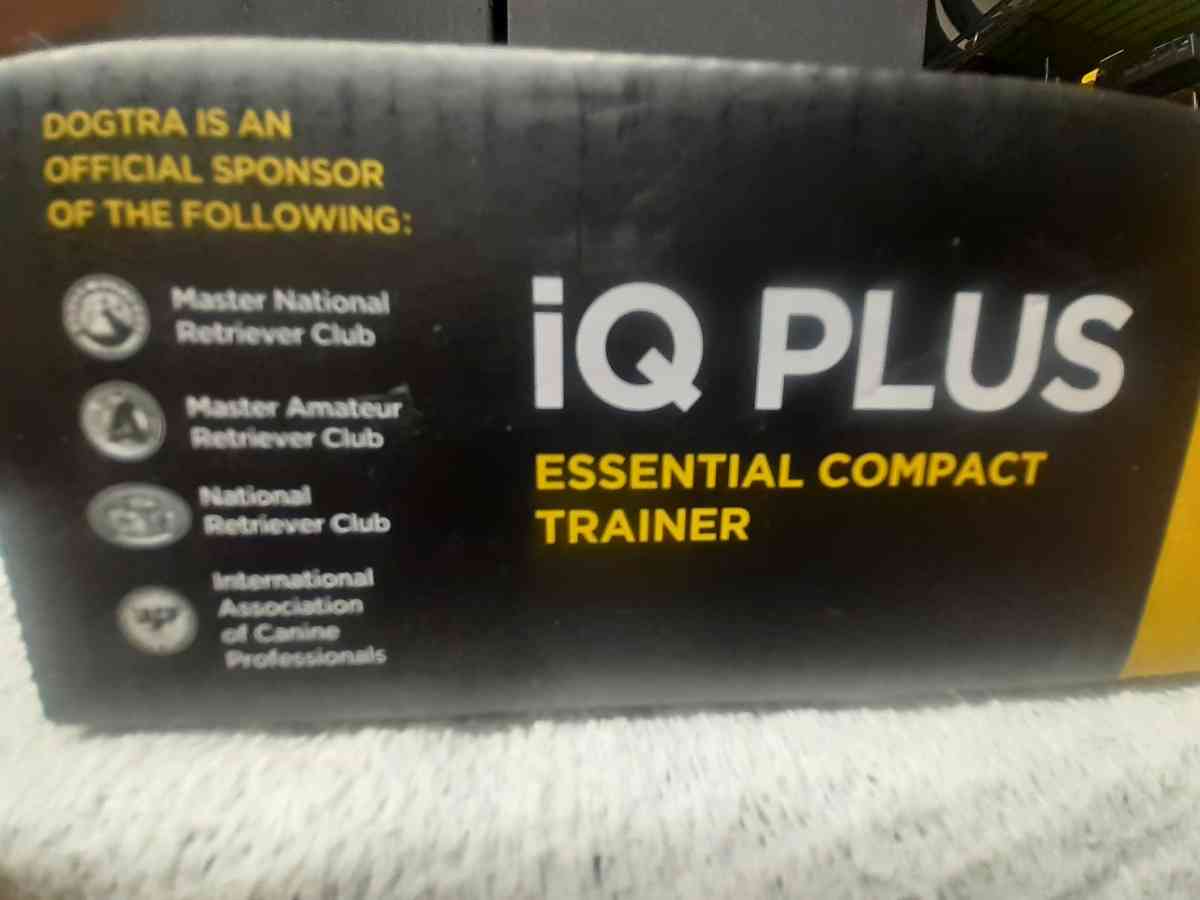 DOGTRA IS AN
OFFICIAL SPONSOR
OF THE FOLLOWING:
Master National
Retriever Club
Master Amateur
Retriever Club
National
Retriever Club
International
Association
of Canine
Professionals
iQ PLUS
ESSENTIAL COMPACT
TRAINER